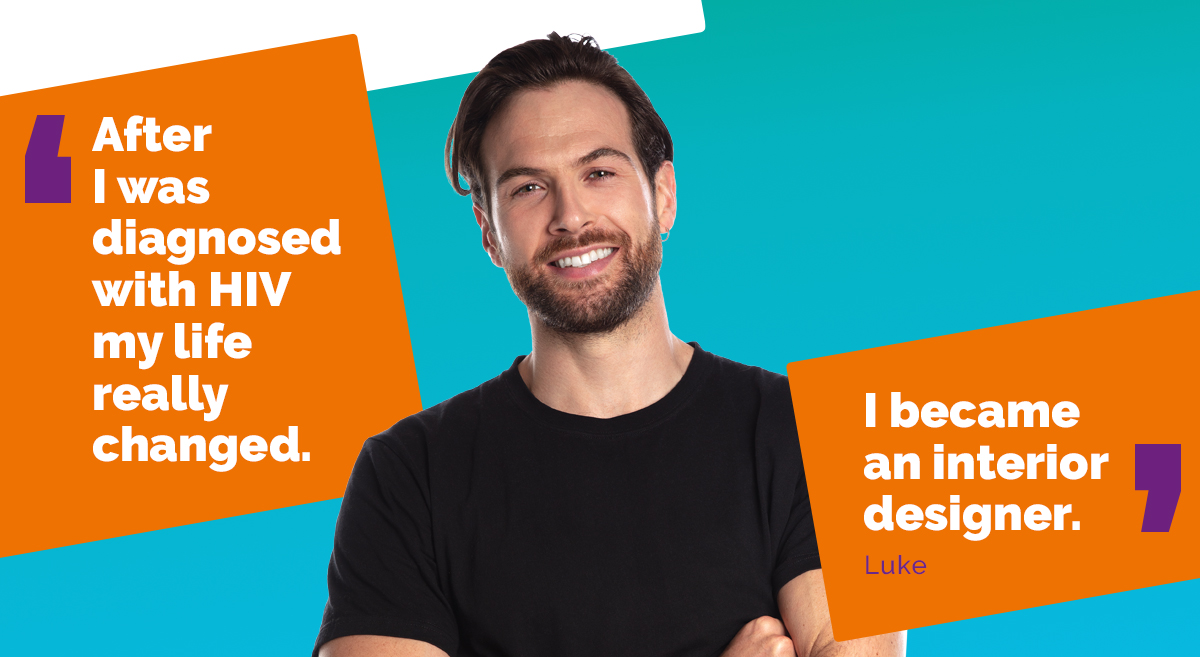 After
I was
diagnosed
with HIV
my life
really
changed.
I became
an interior
designer.
Luke